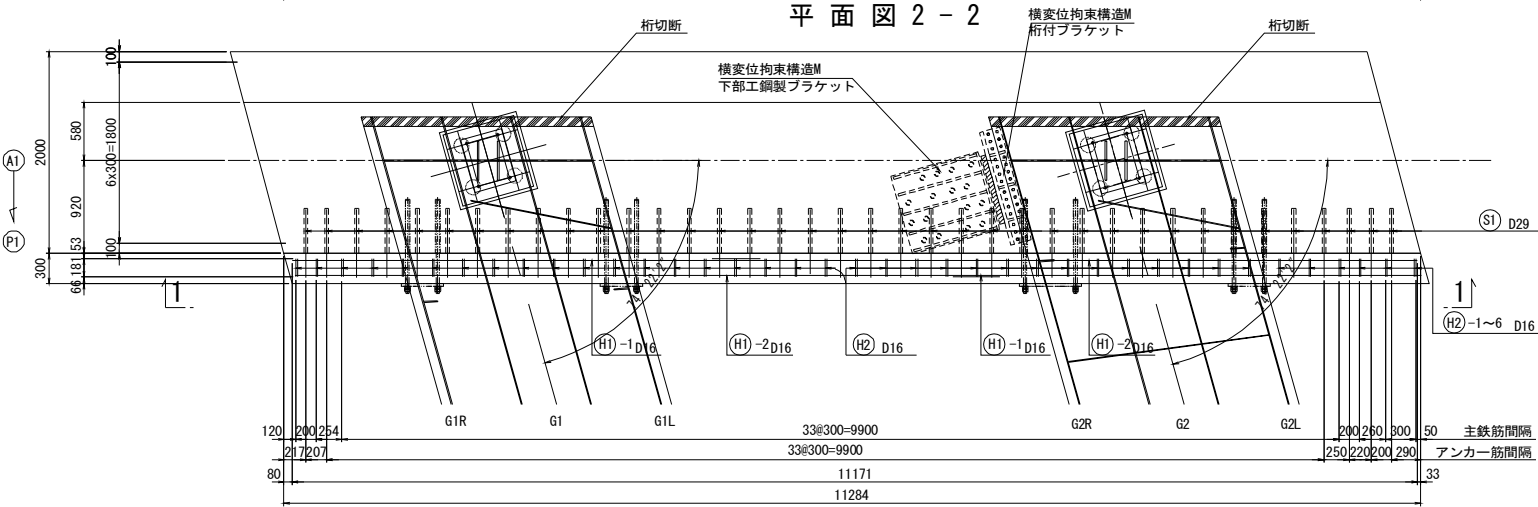 平面図2-2
桁切断
横変位拘束構造M
桁付ブラケット
桁切断
横変位拘束構造M
下部工鋼製ブラケット
100
580
2000
6x300=1800
A1
920
P1
100
53
300
181
66
1
1
S1 D29
H2 -1~6 D16
H1 -1 D16
H1 -2 D16
H2 D16
H1 -1 D16
H1 -2 D16
G1R
G1
G1L
G2R
G2
G2L
120 200 254 33@300=9900 200 260 300 50 主鉄筋間隔
217 207 33@300=9900 250 220 200 290 アンカー筋間隔
80 11171 33
11284